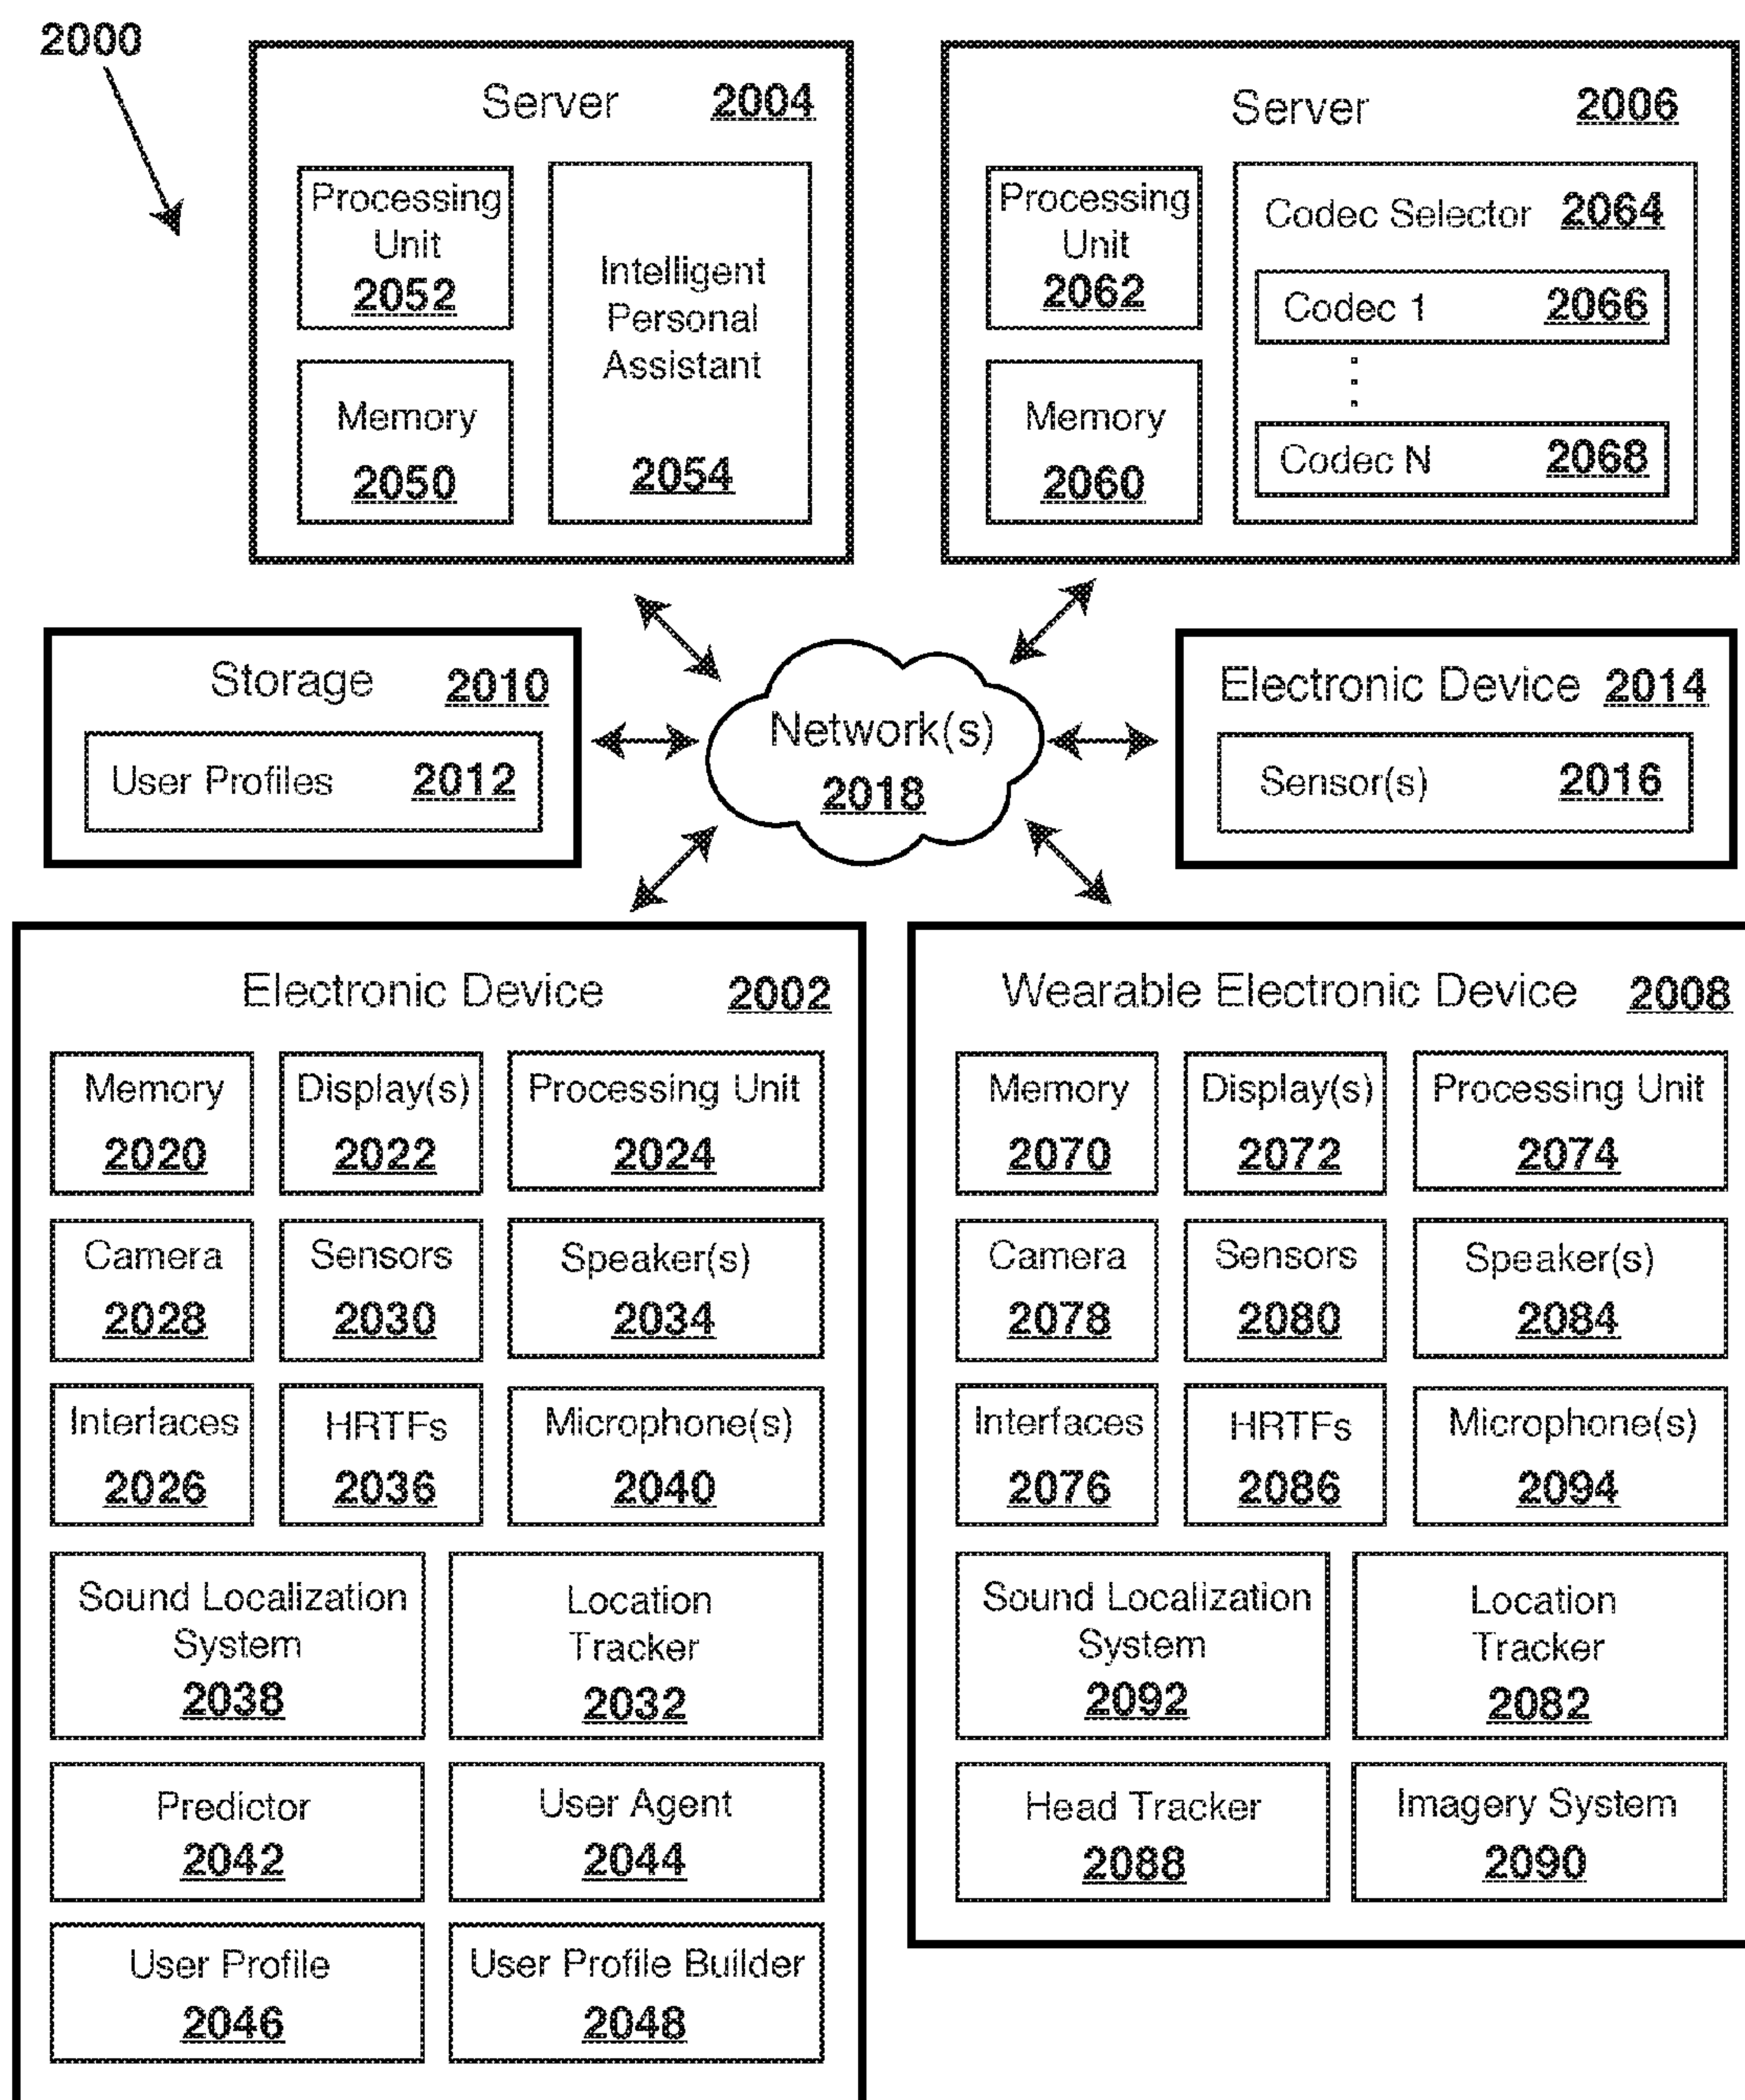 2000
Server 2004
Processing
Unit
2052
Memory
2050
Intelligent
Personal
Assistant
2054
Server 2006
Processing
Unit
2062
Memory
2060
Codec Selector 2064
Codec 1 2066
Codec N 2068
Storage 2010
User Profiles 2012
Network(s)
2018
Electronic Device 2014
Sensor(s) 2016
Electronic Device 2002
Memory
2020
Display(s)
2022
Processing Unit
2024
Camera
2028
Sensors
2030
Speaker(s)
2034
Interfaces
2026
HRTFs
2036
Microphone(s)
2040
Sound Localization
System
2038
Location
Tracker
2032
Predictor
2042
User Agent
2044
User Profile
2046
User Profile Builder
2048
Wearable Electronic Device 2008
Memory
2070
Display(s)
2072
Processing Unit
2074
Camera
2078
Sensors
2080
Speaker(s)
2084
Interfaces
2076
HRTFs
2086
Microphone(s)
2094
Sound Localization
System
2092
Location
Tracker
2082
Head Tracker
2088
Imagery System
2090